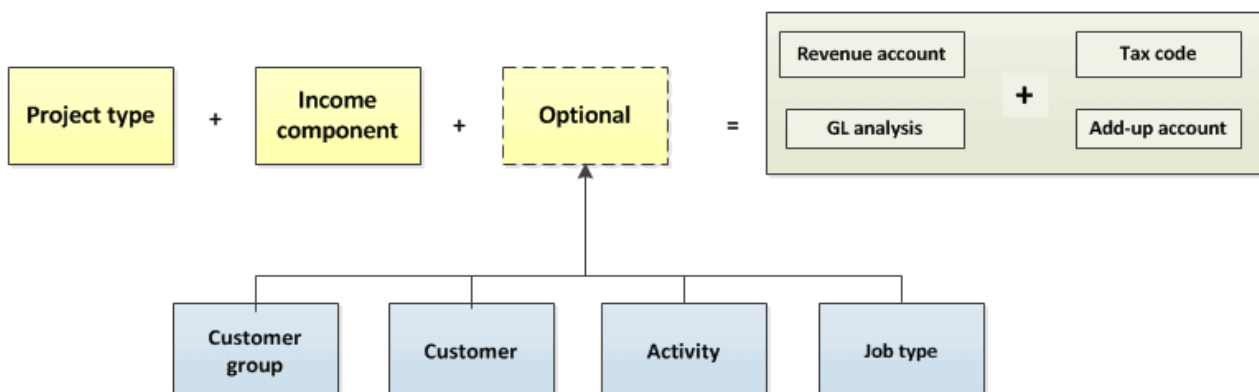 Project type
+
Income
component
+
Optional
=
Revenue account
GL analysis
+
Tax code
Add-up account
Customer
group
Customer
Activity
Job type